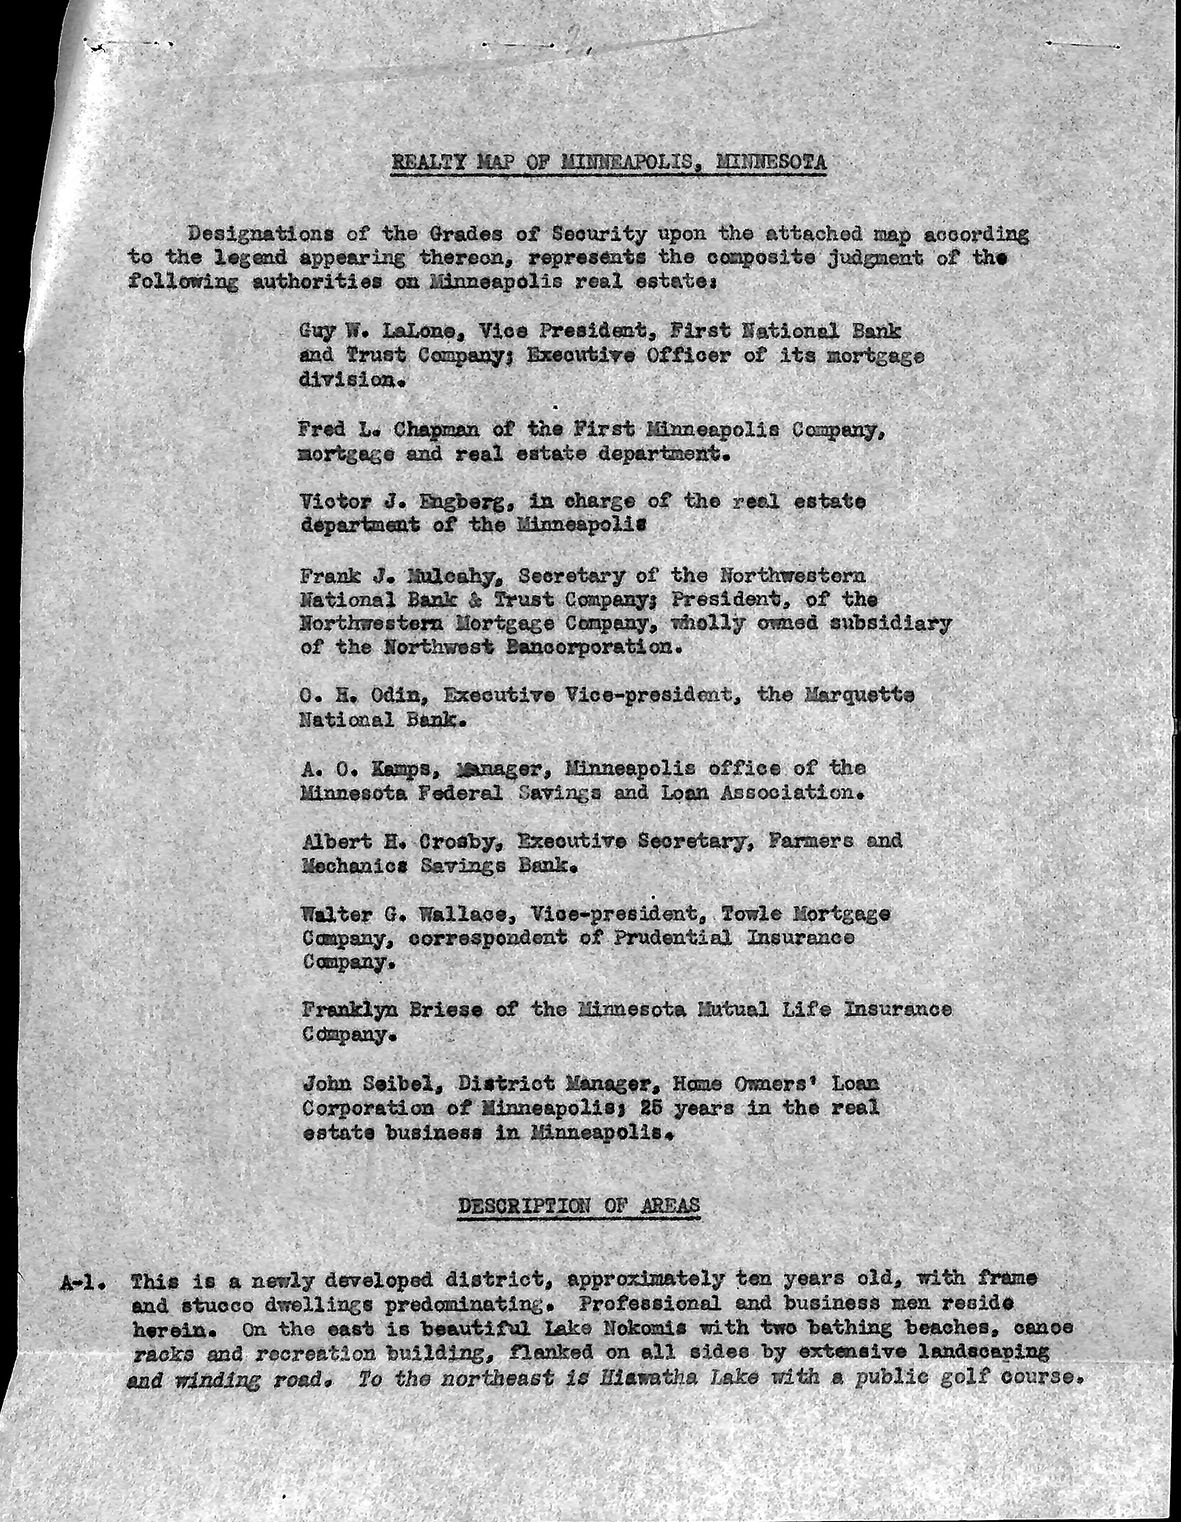 2.
REALTY MAP OF MINNEAPOLIS, MINNESOTA
Designations of the Grades of Security upon the attached map according
to the legend appearing thereon, represents the composite judgment of the
following authorities on Minneapolis real estate:
Guy W. LaLone, Vice President, First National Bank
and Trust Company; Executive Officer of its mortgage
division.
Fred L. Chapman of the First Minneapolis Company,
mortgage and real estate department.
Victor J. Engberg, in charge of the real estate
department of the Minneapolis
Frank J. Mulcahy, Secretary of the Northwestern
National Bank & Trust Company; President, of the
Northwestern Mortgage Company, wholly owned subsidiary
of the Northwest Bancorporation.
O. H. Odin, Executive Vice-president, the Marquette
National Bank.
A. O. Kamps, Manager, Minneapolis office of the
Minnesota Federal Savings and Loan Association.
Albert H. Crosby, Executive Secretary, Farmers and
Mechanics Savings Bank.
Walter G. Wallace, Vice-president, Towle Mortgage
Company, correspondent of Prudential Insurance
Company.
Franklyn Briese of the Minnesota Mutual Life Insurance
Company.
John Seibel, District Manager, Home Owners' Loan
Corporation of Minneapolis; 25 years in the real
estate business in Minneapolis.
DESCRIPTION OF AREAS
A-1. This is a newly developed district, approximately ten years old, with frame
and stucco dwellings predominating. Professional and business men reside
herein. On the east is beautiful Lake Nokomis with two bathing beaches, canoe
racks and recreation building, flanked on all sides by extensive landscaping
and winding road. To the northeast is Hiawatha Lake with a public golf course.